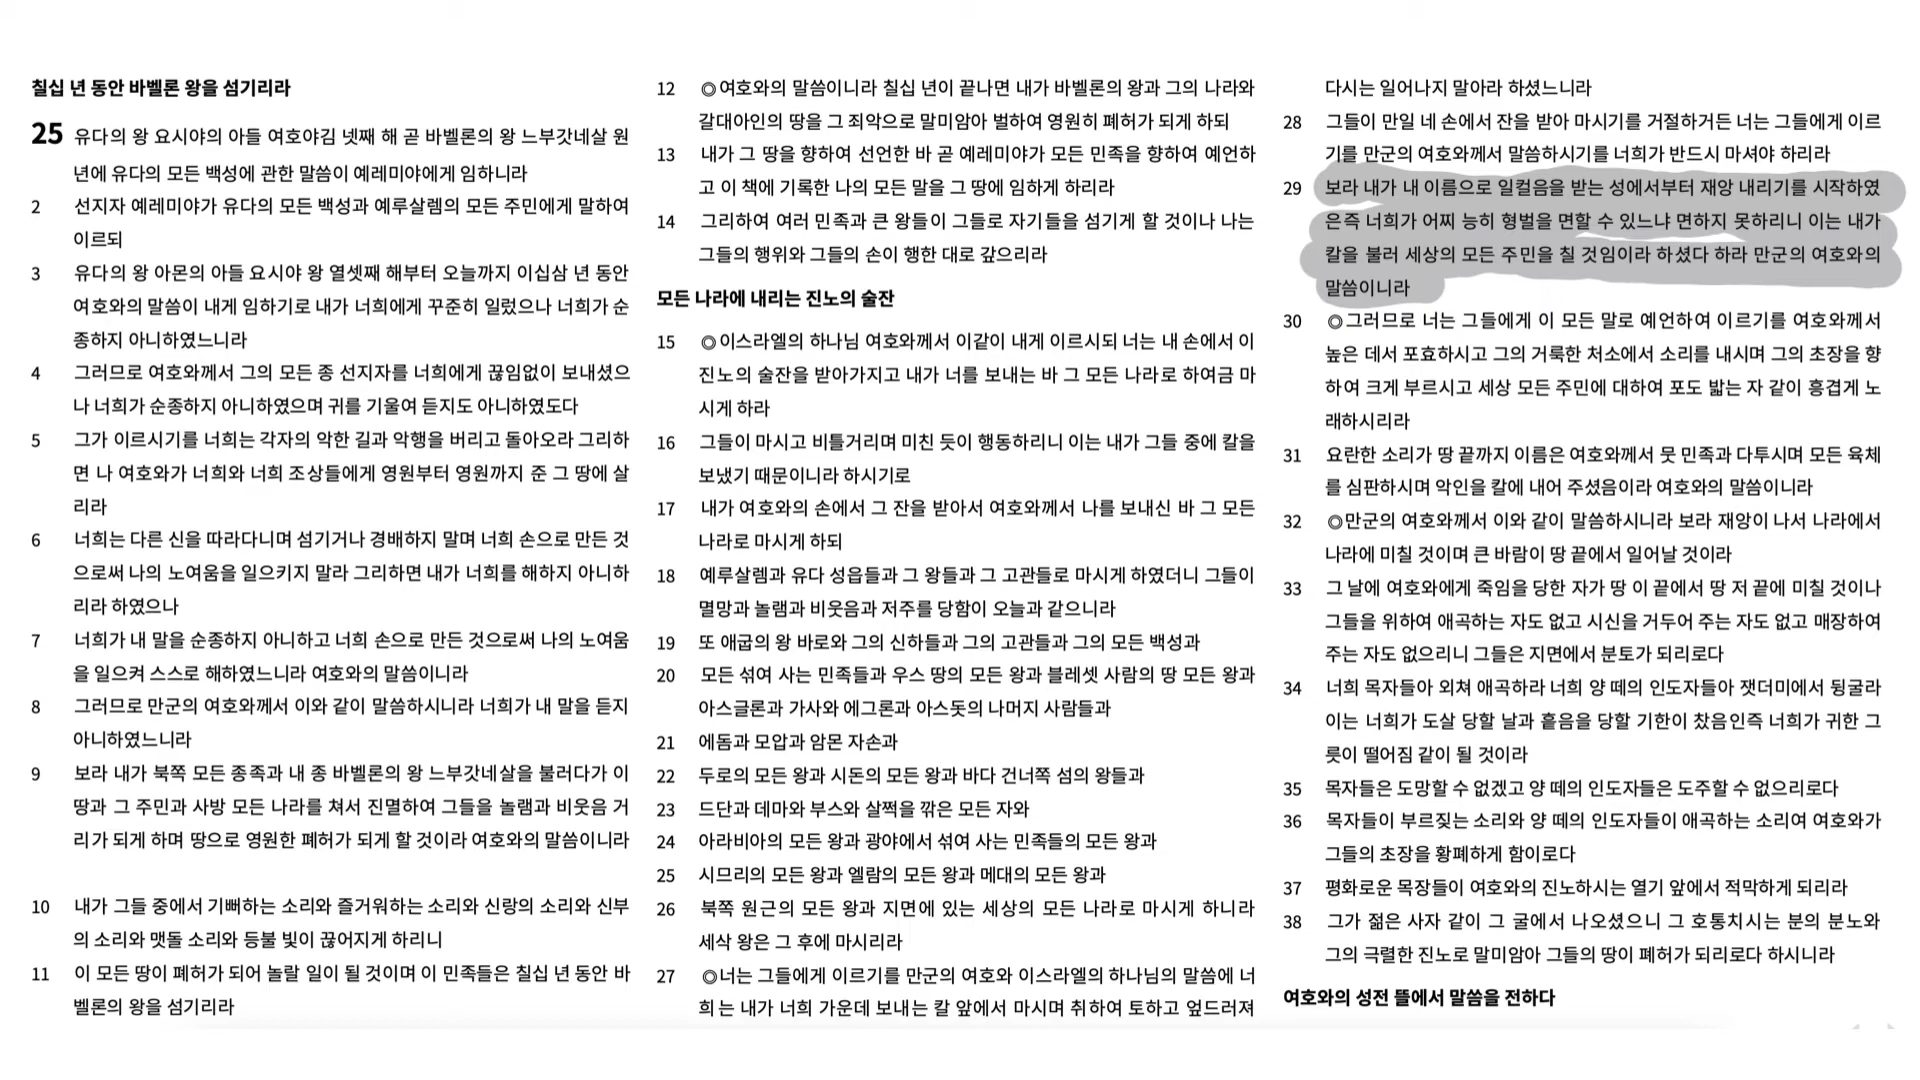 칠십 년 동안 바벨론 왕을 섬기리라
25 유다의 왕 요시야의 아들 여호야김 넷째 해 곧 바벨론의 왕 느부갓네살 원
년에 유다의 모든 백성에 관한 말씀이 예레미야에게 임하니라
2 선지자 예레미야가 유다의 모든 백성과 예루살렘의 모든 주민에게 말하여
이르되
3 유다의 왕 아몬의 아들 요시야 왕 열셋째 해부터 오늘까지 이십삼 년 동안
여호와의 말씀이 내게 임하기로 내가 너희에게 꾸준히 일렀으나 너희가 순
종하지 아니하였느니라
4 그러므로 여호와께서 그의 모든 종 선지자를 너희에게 끊임없이 보내셨으
나 너희가 순종하지 아니하였으며 귀를 기울여 듣지도 아니하였도다
5 그가 이르시기를 너희는 각자의 악한 길과 악행을 버리고 돌아오라 그리하
면 나 여호와가 너희와 너희 조상들에게 영원부터 영원까지 준 그 땅에 살
리라
6 너희는 다른 신을 따라다니며 섬기거나 경배하지 말며 너희 손으로 만든 것
으로써 나의 노여움을 일으키지 말라 그리하면 내가 너희를 해하지 아니하
리라 하였으나
7 너희가 내 말을 순종하지 아니하고 너희 손으로 만든 것으로써 나의 노여움
을 일으켜 스스로 해하였느니라 여호와의 말씀이니라
8 그러므로 만군의 여호와께서 이와 같이 말씀하시니라 너희가 내 말을 듣지
아니하였느니라
9 보라 내가 북쪽 모든 종족과 내 종 바벨론의 왕 느부갓네살을 불러다가 이
땅과 그 주민과 사방 모든 나라를 쳐서 진멸하여 그들을 놀램과 비웃음 거
리가 되게 하며 땅으로 영원한 폐허가 되게 할 것이라 여호와의 말씀이니라
10 내가 그들 중에서 기뻐하는 소리와 즐거워하는 소리와 신랑의 소리와 신부
의 소리와 맷돌 소리와 등불 빛이 끊어지게 하리니
11 이 모든 땅이 폐허가 되어 놀랄 일이 될 것이며 이 민족들은 칠십 년 동안 바
벨론의 왕을 섬기리라
12 ◎여호와의 말씀이니라 칠십 년이 끝나면 내가 바벨론의 왕과 그의 나라와
갈대아인의 땅을 그 죄악으로 말미암아 벌하여 영원히 폐허가 되게 하되
13 내가 그 땅을 향하여 선언한 바 곧 예레미야가 모든 민족을 향하여 예언하
고 이 책에 기록한 나의 모든 말을 그 땅에 임하게 하리라
14 그리하여 여러 민족과 큰 왕들이 그들로 자기들을 섬기게 할 것이나 나는
그들의 행위와 그들의 손이 행한 대로 갚으리라
모든 나라에 내리는 진노의 술잔
15 ◎이스라엘의 하나님 여호와께서 이같이 내게 이르시되 너는 내 손에서 이
진노의 술잔을 받아가지고 내가 너를 보내는 바 그 모든 나라로 하여금 마
시게 하라
16 그들이 마시고 비틀거리며 미친 듯이 행동하리니 이는 내가 그들 중에 칼을
보냈기 때문이니라 하시기로
17 내가 여호와의 손에서 그 잔을 받아서 여호와께서 나를 보내신 바 그 모든
나라로 마시게 하되
18 예루살렘과 유다 성읍들과 그 왕들과 그 고관들로 마시게 하였더니 그들이
멸망과 놀램과 비웃음과 저주를 당함이 오늘과 같으니라
19 또 애굽의 왕 바로와 그의 신하들과 그의 고관들과 그의 모든 백성과
20 모든 섞여 사는 민족들과 우스 땅의 모든 왕과 블레셋 사람의 땅 모든 왕과
아스글론과 가사와 에그론과 아스돗의 나머지 사람들과
21 에돔과 모압과 암몬 자손과
22 두로의 모든 왕과 시돈의 모든 왕과 바다 건너쪽 섬의 왕들과
23 드단과 데마와 부스와 살쩍을 깎은 모든 자와
24 아라비아의 모든 왕과 광야에서 섞여 사는 민족들의 모든 왕과
25 시므리의 모든 왕과 엘람의 모든 왕과 메대의 모든 왕과
26 북쪽 원근의 모든 왕과 지면에 있는 세상의 모든 나라로 마시게 하니라
세삭 왕은 그 후에 마시리라
27 ◎너는 그들에게 이르기를 만군의 여호와 이스라엘의 하나님의 말씀에 너
희는 내가 너희 가운데 보내는 칼 앞에서 마시며 취하여 토하고 엎드러져
다시는 일어나지 말아라 하셨느니라
28 그들이 만일 네 손에서 잔을 받아 마시기를 거절하거든 너는 그들에게 이르
기를 만군의 여호와께서 말씀하시기를 너희가 반드시 마셔야 하리라
29 보라 내가 내 이름으로 일컬음을 받는 성에서부터 재앙 내리기를 시작하였
은즉 너희가 어찌 능히 형벌을 면할 수 있느냐 면하지 못하리니 이는 내가
칼을 불러 세상의 모든 주민을 칠 것임이라 하셨다 하라 만군의 여호와의
말씀이니라
30 ◎그러므로 너는 그들에게 이 모든 말로 예언하여 이르기를 여호와께서
높은 데서 포효하시고 그의 거룩한 처소에서 소리를 내시며 그의 초장을 향
하여 크게 부르시고 세상 모든 주민에 대하여 포도 밟는 자 같이 흥겹게 노
래하시리라
31 요란한 소리가 땅 끝까지 이름은 여호와께서 뭇 민족과 다투시며 모든 육체
를 심판하시며 악인을 칼에 내어 주셨음이라 여호와의 말씀이니라
32 ◎만군의 여호와께서 이와 같이 말씀하시니라 보라 재앙이 나서 나라에서
나라에 미칠 것이며 큰 바람이 땅 끝에서 일어날 것이라
33 그 날에 여호와에게 죽임을 당한 자가 땅 이 끝에서 땅 저 끝에 미칠 것이나
그들을 위하여 애곡하는 자도 없고 시신을 거두어 주는 자도 없고 매장하여
주는 자도 없으리니 그들은 지면에서 분토가 되리로다
34 너희 목자들아 외쳐 애곡하라 너희 양 떼의 인도자들아 잿더미에서 뒹굴라
이는 너희가 도살 당할 날과 흩음을 당할 기한이 찼음인즉 너희가 귀한 그
릇이 떨어짐 같이 될 것이라
35 목자들은 도망할 수 없겠고 양 떼의 인도자들은 도주할 수 없으리로다
36 목자들이 부르짖는 소리와 양 떼의 인도자들이 애곡하는 소리여 여호와가
그들의 초장을 황폐하게 함이로다
37 평화로운 목장들이 여호와의 진노하시는 열기 앞에서 적막하게 되리라
38 그가 젊은 사자 같이 그 굴에서 나오셨으니 그 호통치시는 분의 분노와
그의 극렬한 진노로 말미암아 그들의 땅이 폐허가 되리로다 하시니라
여호와의 성전 뜰에서 말씀을 전하다